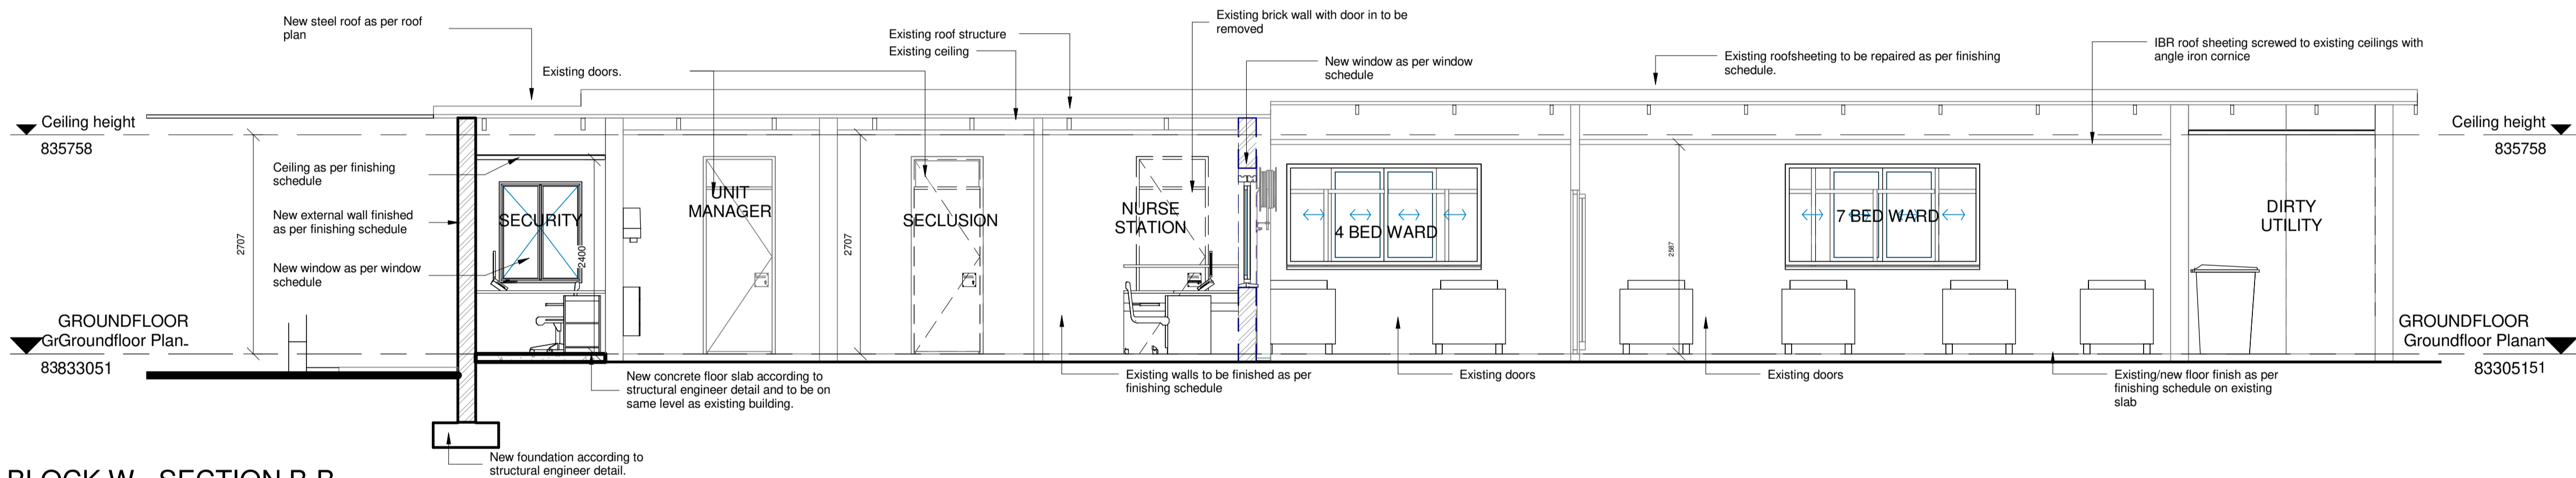 New steel roof as per roof
plan
Existing doors.
Existing roof structure
Existing ceiling
Existing brick wall with door in to be
removed
New window as per window
schedule
Existing roofsheeting to be repaired as per finishing
schedule.
IBR roof sheeting screwed to existing ceilings with
angle iron cornice
Ceiling height
835758
Ceiling height
835758
Ceiling as per finishing
schedule
New external wall finished
as per finishing schedule
New window as per window
schedule
2707
SECURITY
2400
UNIT
MANAGER
2707
SECLUSION
NURSE
STATION
4 BED WARD
2587
7 BED WARD
DIRTY
UTILITY
GROUNDFLOOR
GrGroundfloor Plan
83833051
GROUNDFLOOR
Groundfloor Planan
83305151
New concrete floor slab according to
structural engineer detail and to be on
same level as existing building.
Existing walls to be finished as per
finishing schedule
Existing doors
Existing doors
Existing/new floor finish as per
finishing schedule on existing
slab
New foundation according to
structural engineer detail.
BLOCK W - SECTION B-B